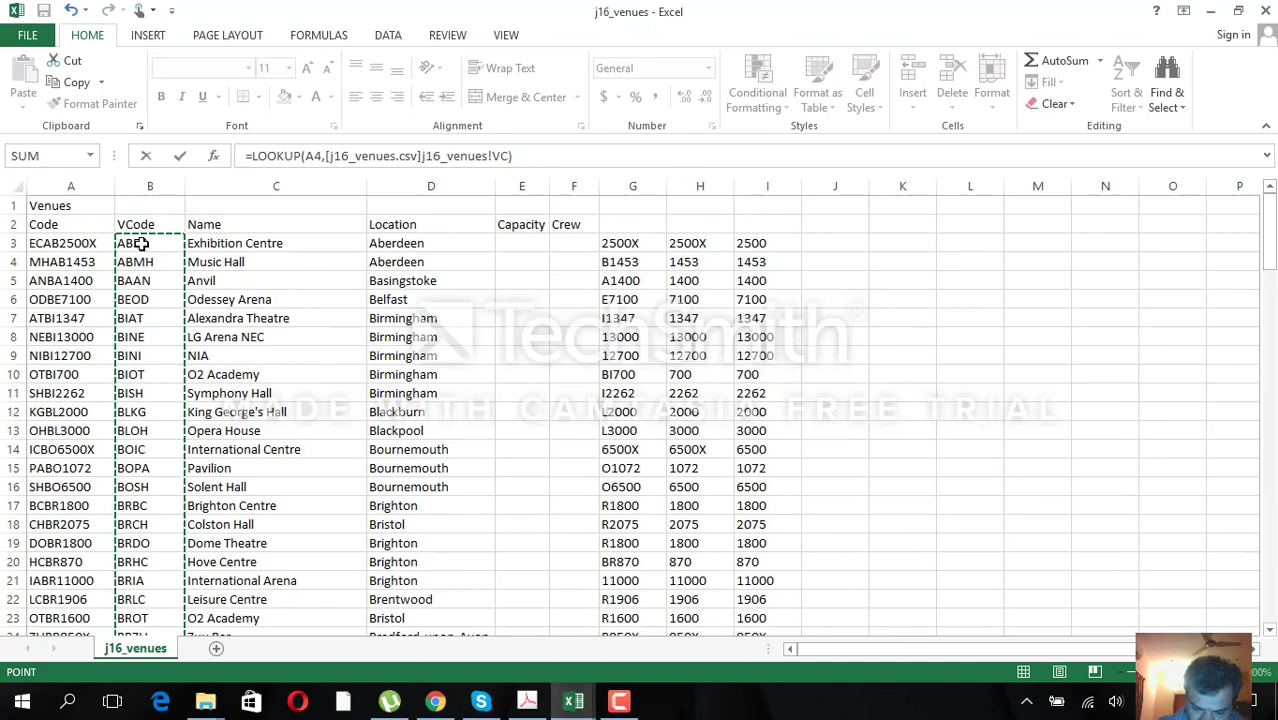 j16_venues - Excel
FILE HOME INSERT PAGE LAYOUT FORMULAS DATA REVIEW VIEW Sign in
Paste Cut Copy Format Painter Clipboard
11 B I U Font
Wrap Text Merge & Center Alignment
General $ % , Number
Conditional Formatting Format as Table Cell Styles Styles
Insert Delete Format Cells
AutoSum Fill Clear Sort & Filter Find & Select Editing
SUM =LOOKUP(A4,[j16_venues.csv]j16_venues!VC)
A B C D E F G H I J K L M N O P
1 Venues
2 Code VCode Name Location Capacity Crew
3 ECAB2500X Exhibition Centre Aberdeen 2500X 2500X 2500
4 MHAB1453 ABMH Music Hall Aberdeen B1453 1453 1453
5 ANBA1400 BAAN Anvil Basingstoke A1400 1400 1400
6 ODBE7100 BEOD Odessey Arena Belfast E7100 7100 7100
7 ATBI1347 BIAT Alexandra Theatre Birmingham I1347 1347 1347
8 NEBI13000 BINE LG Arena NEC Birmingham 13000 13000 13000
9 NIBI12700 BINI NIA Birmingham 12700 12700 12700
10 OTBI700 BIOT O2 Academy Birmingham BI700 700 700
11 SHBI2262 BISH Symphony Hall Birmingham I2262 2262 2262
12 KGBL2000 BLKG King George's Hall Blackburn L2000 2000 2000
13 OHBL3000 BLOH Opera House Blackpool L3000 3000 3000
14 ICBO6500X BOIC International Centre Bournemouth 6500X 6500X 6500
15 PABO1072 BOPA Pavilion Bournemouth O1072 1072 1072
16 SHBO6500 BOSH Solent Hall Bournemouth O6500 6500 6500
17 BCBR1800 BRBC Brighton Centre Brighton R1800 1800 1800
18 CHBR2075 BRCH Colston Hall Bristol R2075 2075 2075
19 DOBR1800 BRDO Dome Theatre Brighton R1800 1800 1800
20 HCBR870 BRHC Hove Centre Brighton BR870 870 870
21 IABR11000 BRIA International Arena Brighton 11000 11000 11000
22 LCBR1906 BRLC Leisure Centre Brentwood R1906 1906 1906
23 OTBR1600 BROT O2 Academy Bristol R1600 1600 1600
TechSmith
MADE WITH CAMTASIA FREE TRIAL
j16_venues
POINT